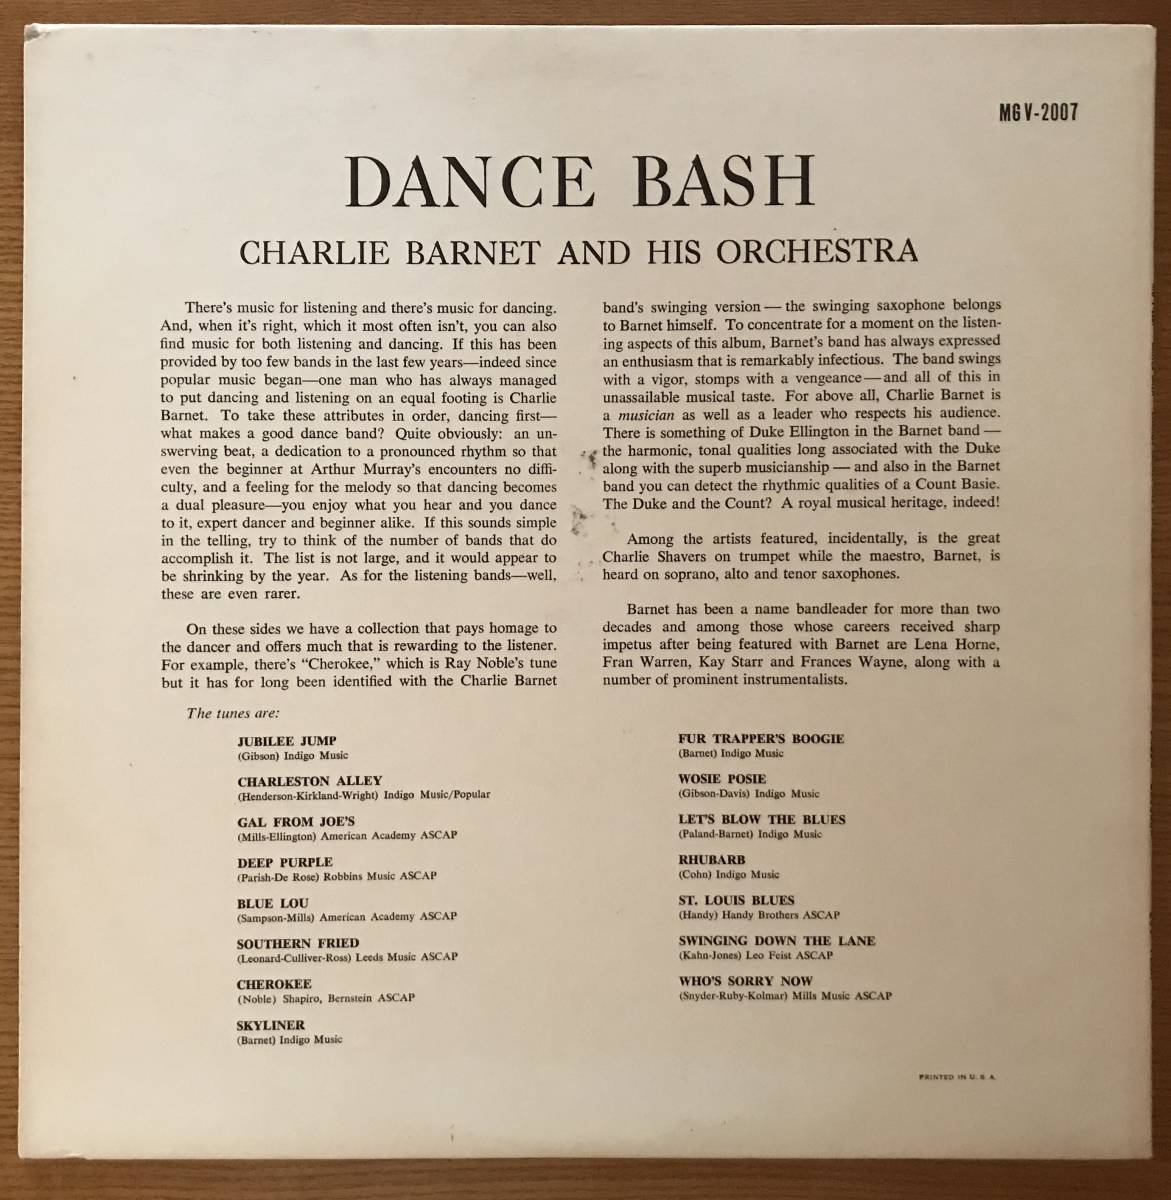 MG V-2007
DANCE BASH
CHARLIE BARNET AND HIS ORCHESTRA
There's music for listening and there's music for dancing.
And, when it's right, which it most often isn't, you can also
find music for both listening and dancing. If this has been
provided by too few bands in the last few years—indeed since
popular music began—one man who has always managed
to put dancing and listening on an equal footing is Charlie
Barnet. To take these attributes in order, dancing first—
what makes a good dance band? Quite obviously: an un-
swerving beat, a dedication to a pronounced rhythm so that
even the beginner at Arthur Murray's encounters no diffi-
culty, and a feeling for the melody so that dancing becomes
a dual pleasure—you enjoy what you hear and you dance
to it, expert dancer and beginner alike. If this sounds simple
in the telling, try to think of the number of bands that do
accomplish it. The list is not large, and it would appear to
be shrinking by the year. As for the listening bands—well,
these are even rarer.
On these sides we have a collection that pays homage to
the dancer and offers much that is rewarding to the listener.
For example, there's "Cherokee," which is Ray Noble's tune
but it has for long been identified with the Charlie Barnet
band's swinging version — the swinging saxophone belongs
to Barnet himself. To concentrate for a moment on the listen-
ing aspects of this album, Barnet's band has always expressed
an enthusiasm that is remarkably infectious. The band swings
with a vigor, stomps with a vengeance — and all of this in
unassailable musical taste. For above all, Charlie Barnet is
a musician as well as a leader who respects his audience.
There is something of Duke Ellington in the Barnet band —
the harmonic, tonal qualities long associated with the Duke
along with the superb musicianship — and also in the Barnet
band you can detect the rhythmic qualities of a Count Basie.
The Duke and the Count? A royal musical heritage, indeed!
Among the artists featured, incidentally, is the great
Charlie Shavers on trumpet while the maestro, Barnet, is
heard on soprano, alto and tenor saxophones.
Barnet has been a name bandleader for more than two
decades and among those whose careers received sharp
impetus after being featured with Barnet are Lena Horne,
Fran Warren, Kay Starr and Frances Wayne, along with a
number of prominent instrumentalists.
The tunes are:
JUBILEE JUMP
(Gibson) Indigo Music
CHARLESTON ALLEY
(Henderson-Kirkland-Wright) Indigo Music/Popular
GAL FROM JOE'S
(Mills-Ellington) American Academy ASCAP
DEEP PURPLE
(Parish-De Rose) Robbins Music ASCAP
BLUE LOU
(Sampson-Mills) American Academy ASCAP
SOUTHERN FRIED
(Leonard-Culliver-Ross) Leeds Music ASCAP
CHEROKEE
(Noble) Shapiro, Bernstein ASCAP
SKYLINER
(Barnet) Indigo Music
FUR TRAPPER'S BOOGIE
(Barnet) Indigo Music
WOSIE POSIE
(Gibson-Davis) Indigo Music
LET'S BLOW THE BLUES
(Paland-Barnet) Indigo Music
RHUBARB
(Cohn) Indigo Music
ST. LOUIS BLUES
(Handy) Handy Brothers ASCAP
SWINGING DOWN THE LANE
(Kahn-Jones) Leo Feist ASCAP
WHO'S SORRY NOW
(Snyder-Ruby-Kolmar) Mills Music ASCAP
PRINTED IN U. S. A.